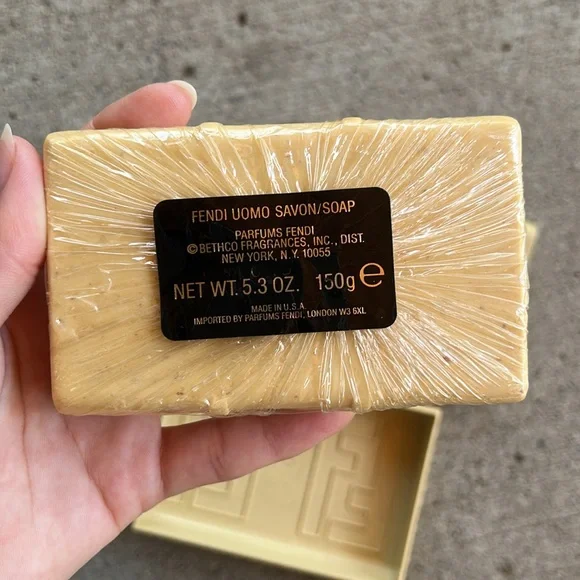 FENDI UOMO SAVON/SOAP
PARFUMS FENDI
©BETHCO FRAGRANCES, INC., DIST.
NEW YORK, N.Y. 10055
NET WT. 5.3 OZ. 150g ℮
MADE IN U.S.A.
IMPORTED BY PARFUMS FENDI, LONDON W3 6XL